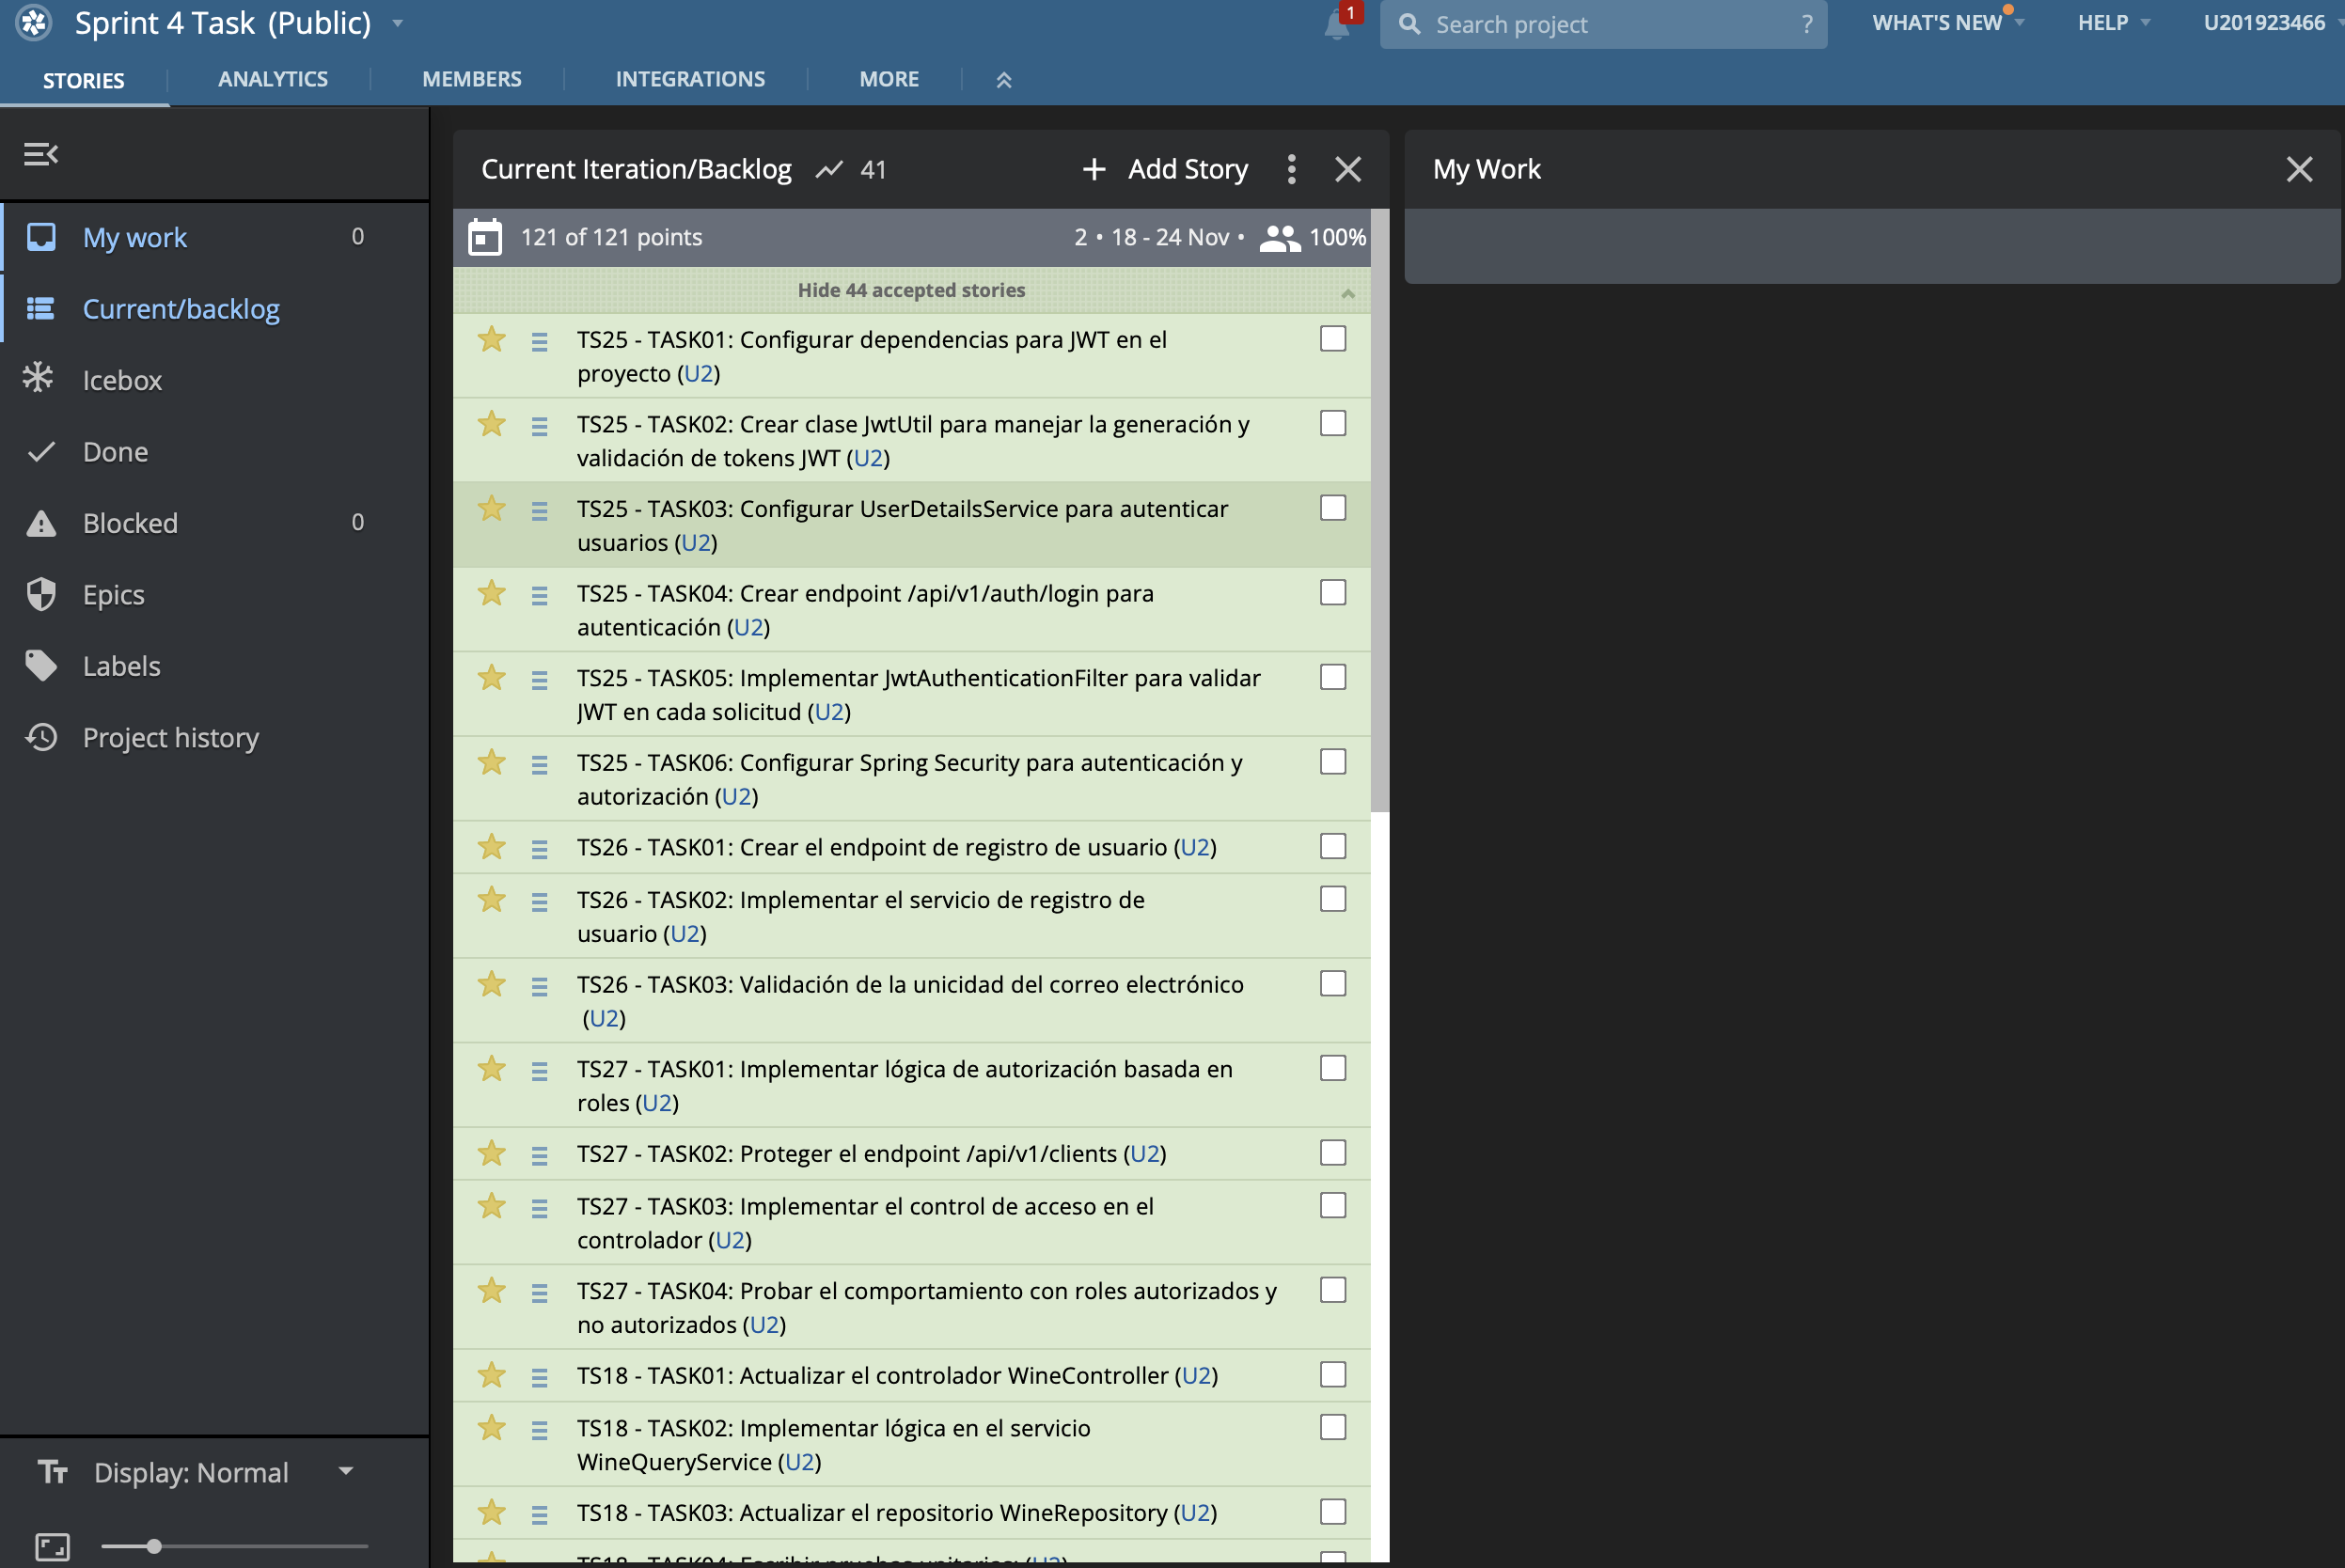 Sprint 4 Task (Public)
1
Search project
?
WHAT'S NEW
HELP
U201923466
STORIES
ANALYTICS
MEMBERS
INTEGRATIONS
MORE
My work 0
Current/backlog
Icebox
Done
Blocked 0
Epics
Labels
Project history
Display: Normal
Current Iteration/Backlog 41
+ Add Story
121 of 121 points
2 • 18 - 24 Nov • 100%
Hide 44 accepted stories
TS25 - TASK01: Configurar dependencias para JWT en el
proyecto (U2)
TS25 - TASK02: Crear clase JwtUtil para manejar la generación y
validación de tokens JWT (U2)
TS25 - TASK03: Configurar UserDetailsService para autenticar
usuarios (U2)
TS25 - TASK04: Crear endpoint /api/v1/auth/login para
autenticación (U2)
TS25 - TASK05: Implementar JwtAuthenticationFilter para validar
JWT en cada solicitud (U2)
TS25 - TASK06: Configurar Spring Security para autenticación y
autorización (U2)
TS26 - TASK01: Crear el endpoint de registro de usuario (U2)
TS26 - TASK02: Implementar el servicio de registro de
usuario (U2)
TS26 - TASK03: Validación de la unicidad del correo electrónico
(U2)
TS27 - TASK01: Implementar lógica de autorización basada en
roles (U2)
TS27 - TASK02: Proteger el endpoint /api/v1/clients (U2)
TS27 - TASK03: Implementar el control de acceso en el
controlador (U2)
TS27 - TASK04: Probar el comportamiento con roles autorizados y
no autorizados (U2)
TS18 - TASK01: Actualizar el controlador WineController (U2)
TS18 - TASK02: Implementar lógica en el servicio
WineQueryService (U2)
TS18 - TASK03: Actualizar el repositorio WineRepository (U2)
TS18 - TASK04: Escribir pruebas unitarias: (U2)
My Work